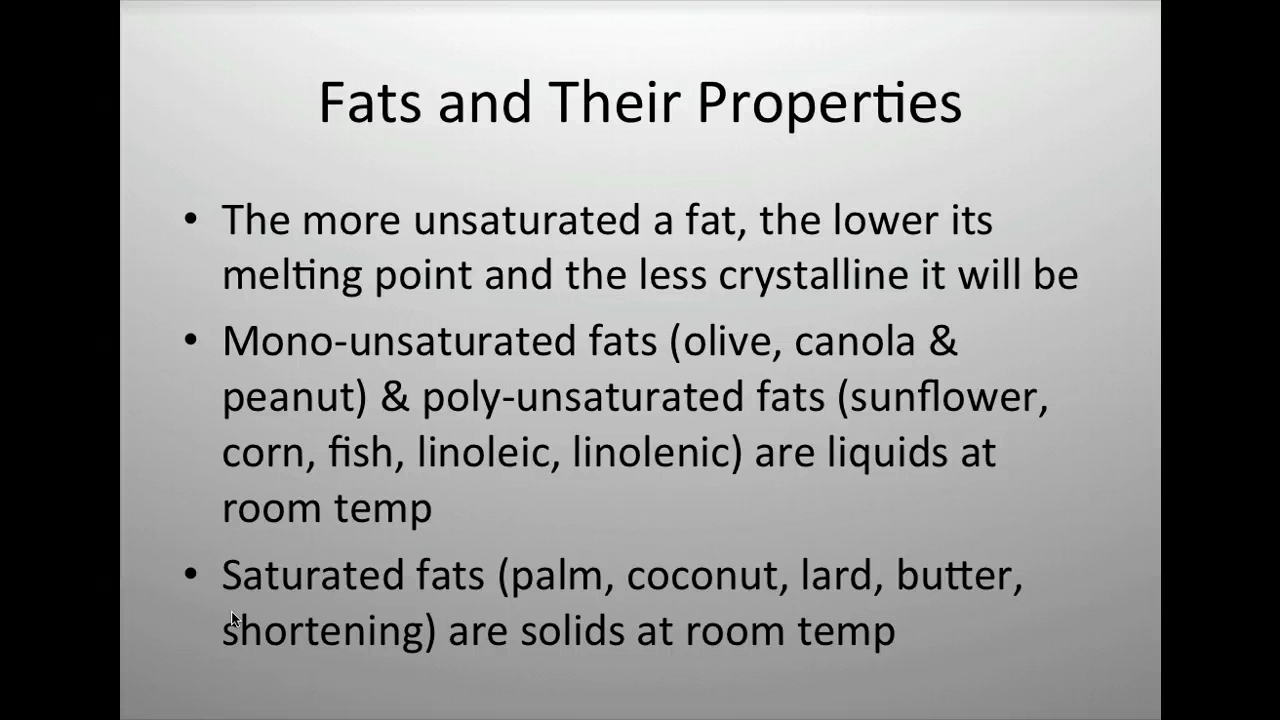 Fats and Their Properties
• The more unsaturated a fat, the lower its
melting point and the less crystalline it will be
• Mono-unsaturated fats (olive, canola &
peanut) & poly-unsaturated fats (sunflower,
corn, fish, linoleic, linolenic) are liquids at
room temp
• Saturated fats (palm, coconut, lard, butter,
shortening) are solids at room temp